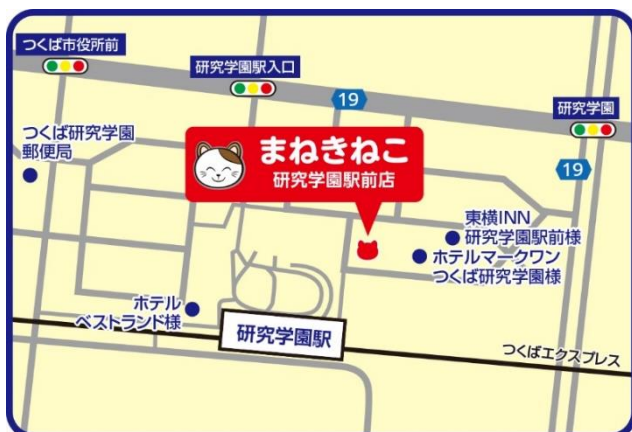 つくば市役所前
研究学園駅入口
19
研究学園
つくば研究学園
郵便局
まねきねこ
研究学園駅前店
19
東横INN
研究学園駅前様
ホテルマークワン
つくば研究学園様
ホテル
ベストランド様
研究学園駅
つくばエクスプレス